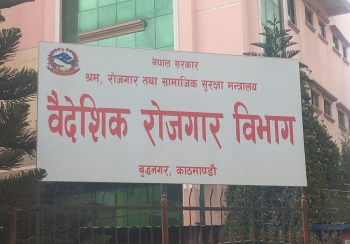 नेपाल सरकार
श्रम, रोजगार तथा सामाजिक सुरक्षा मन्त्रालय
वैदेशिक रोजगार विभाग
बुद्धनगर, काठमाण्डौ